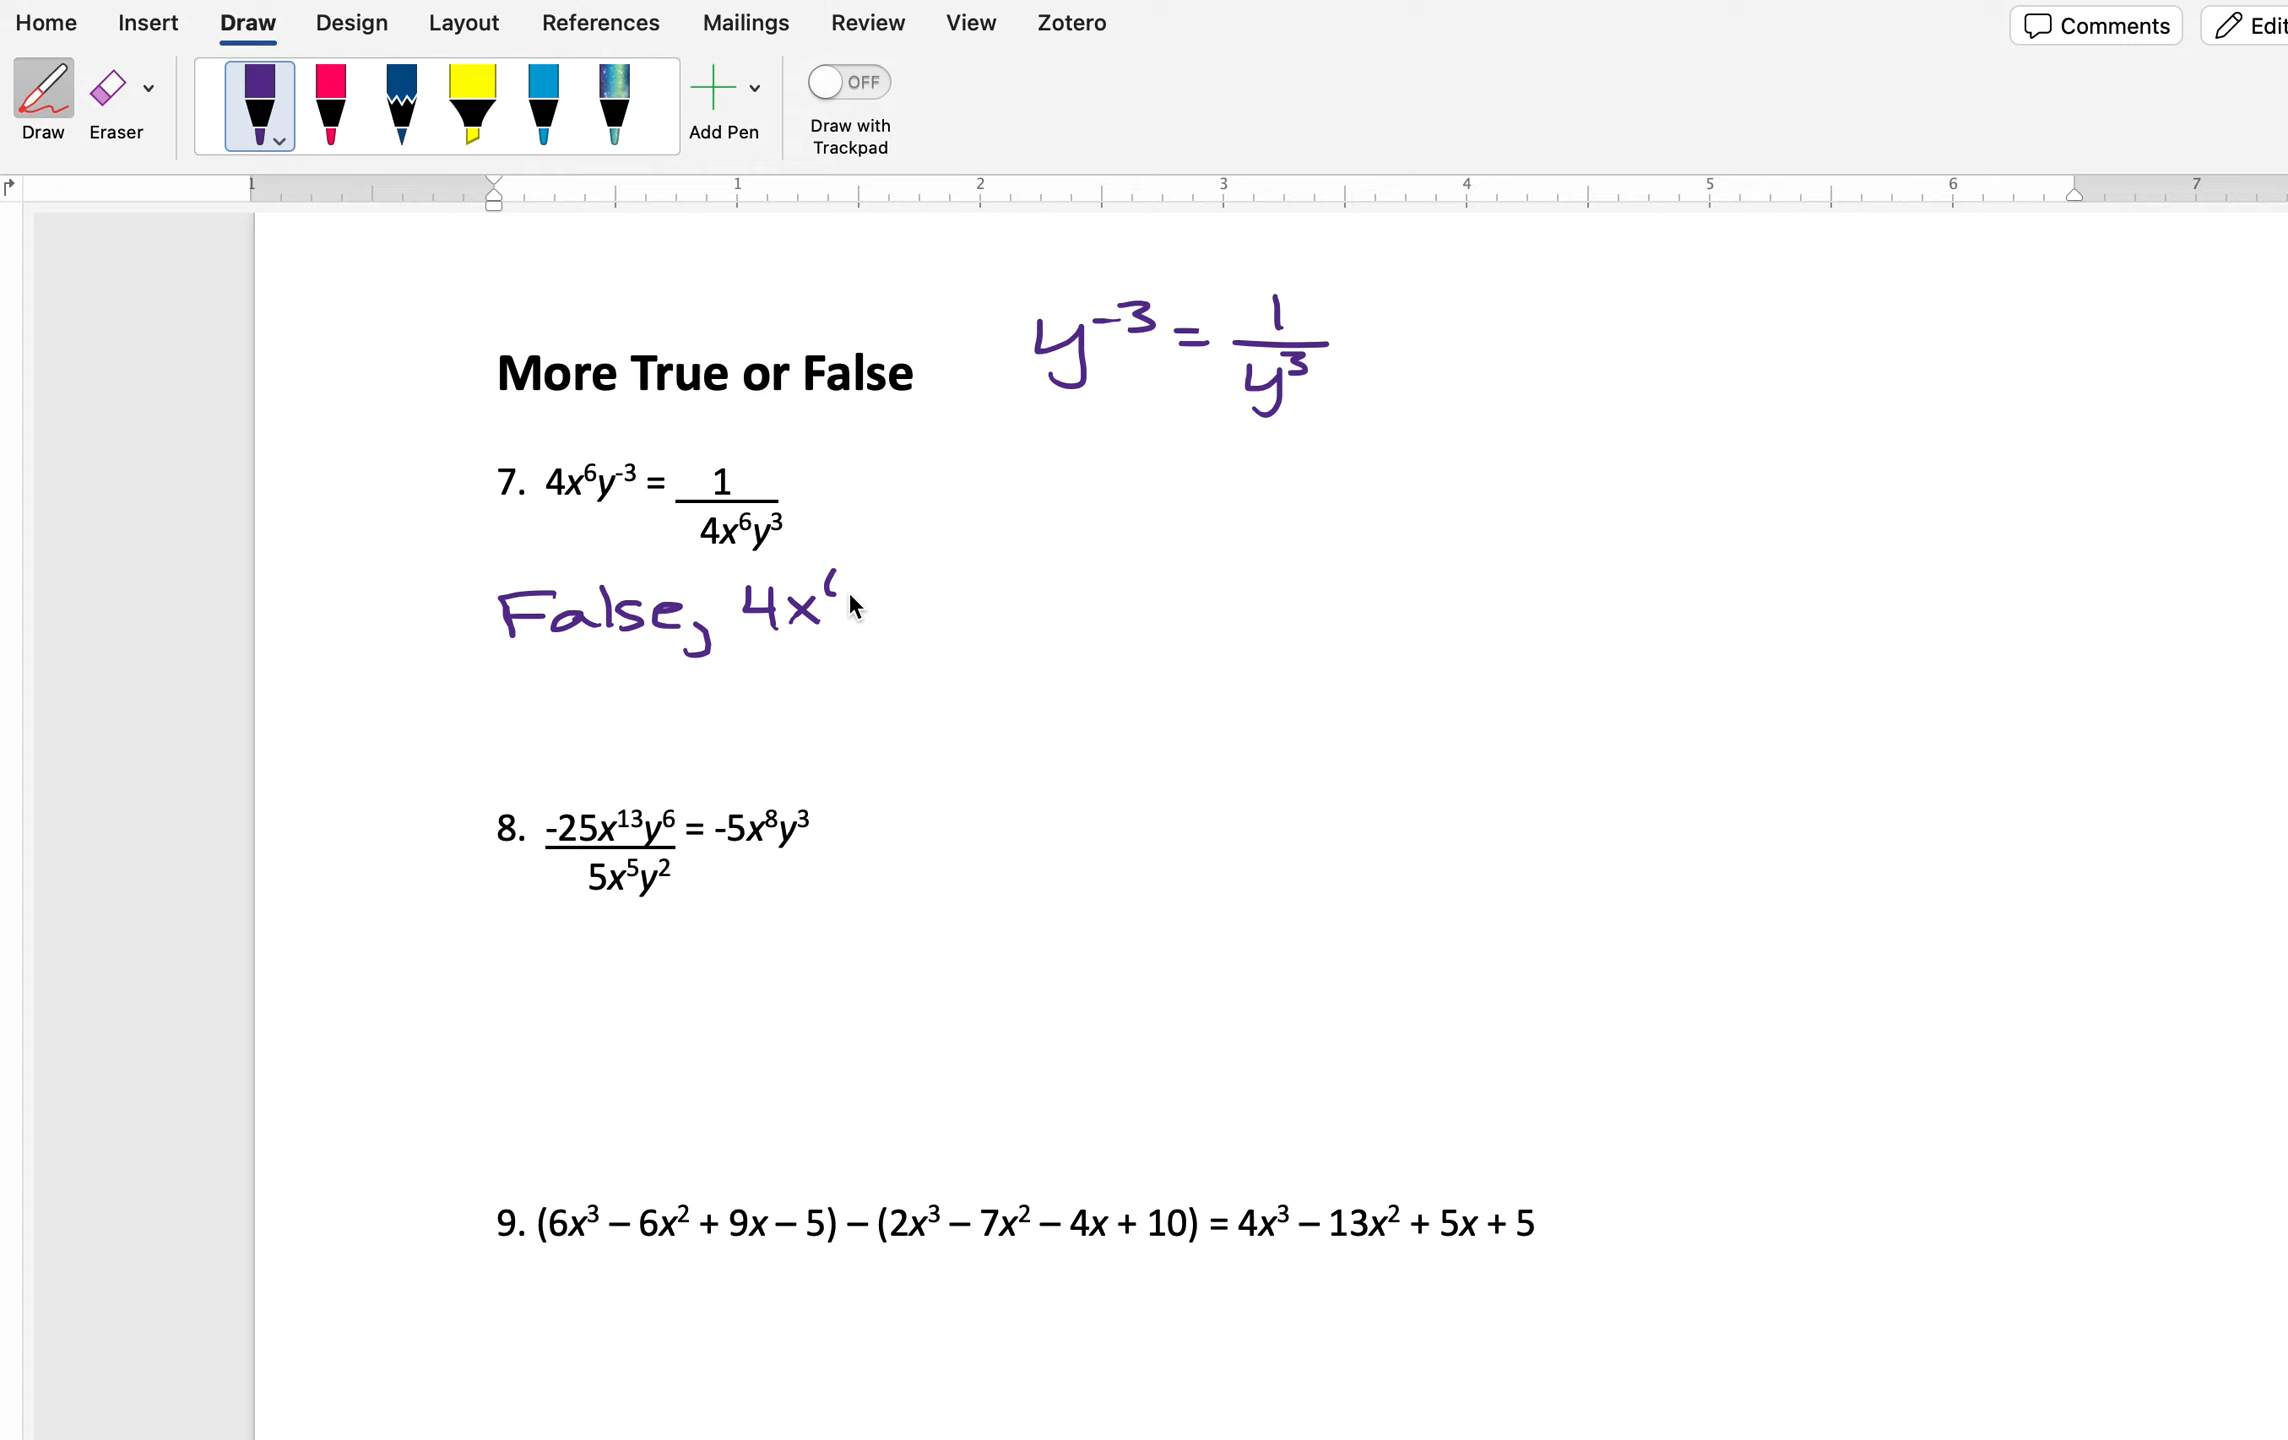 Home Insert Draw Design Layout References Mailings Review View Zotero Comments
Draw Eraser Add Pen OFF Draw with Trackpad
1 1 2 3 4 5 6 7
y⁻³ = 1/y³
More True or False
7. 4x⁶y⁻³ = 1
4x⁶y³
False, 4x
8. -25x¹³y⁶ = -5x⁸y³
5x⁵y²
9. (6x³ – 6x² + 9x – 5) – (2x³ – 7x² – 4x + 10) = 4x³ – 13x² + 5x + 5